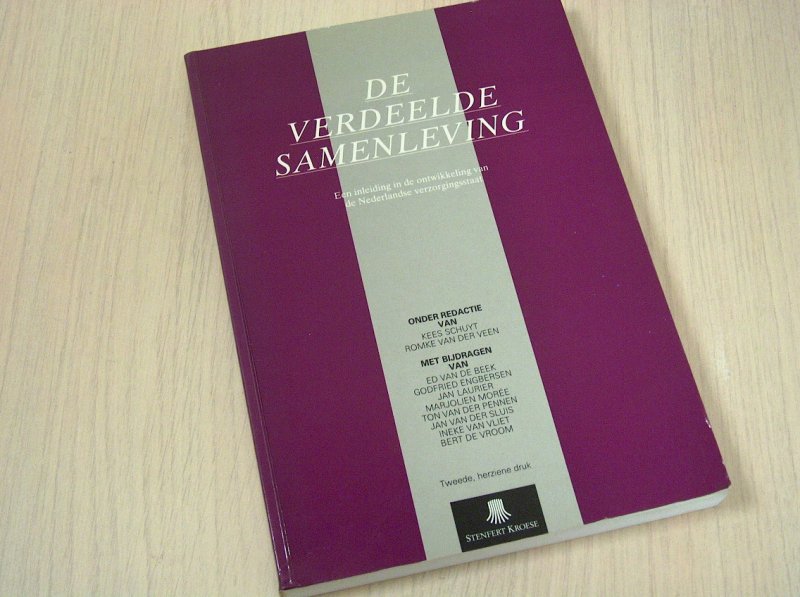 DE
VERDEELDE
SAMENLEVING
Een inleiding in de ontwikkeling van
de Nederlandse verzorgingsstaat
ONDER REDACTIE
VAN
KEES SCHUYT
ROMKE VAN DER VEEN
MET BIJDRAGEN
VAN
ED VAN DE BEEK
GODFRIED ENGBERSEN
JAN LAURIER
MARJOLIEN MORÉE
TON VAN DER PENNEN
JAN VAN DER SLUIS
INEKE VAN VLIET
BERT DE VROOM
Tweede, herziene druk
STENFERT KROESE